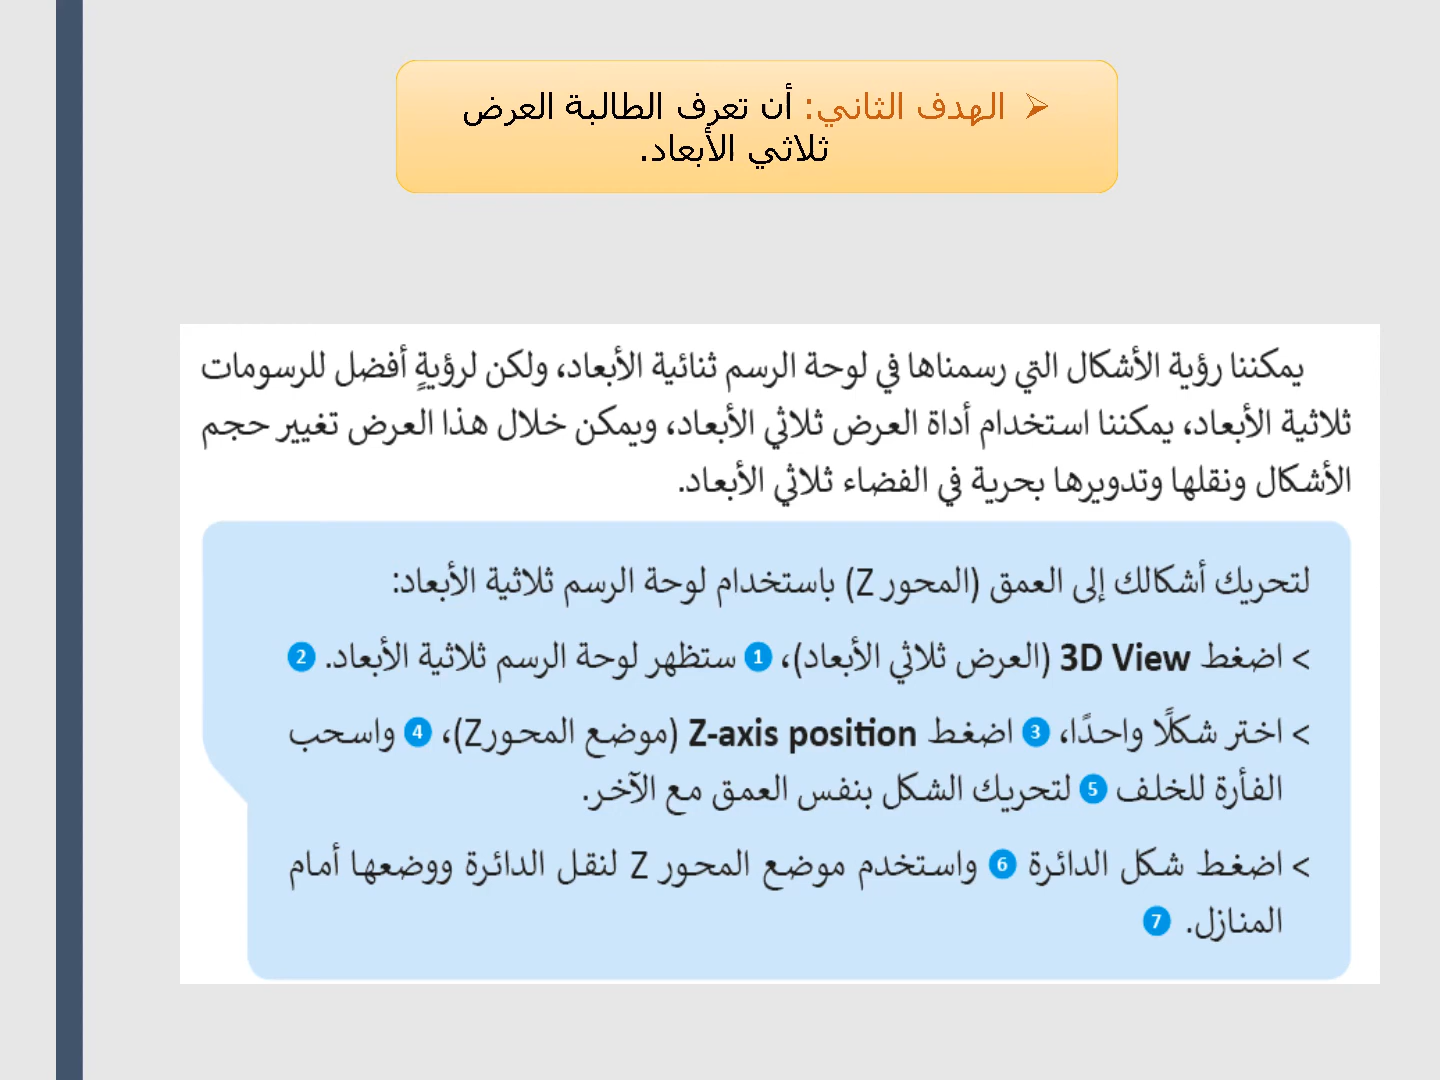 ➢ الهدف الثاني: أن تعرف الطالبة العرض
ثلاثي الأبعاد.
يمكننا رؤية الأشكال التي رسمناها في لوحة الرسم ثنائية الأبعاد، ولكن لرؤيةٍ أفضل للرسومات
ثلاثية الأبعاد، يمكننا استخدام أداة العرض ثلاثي الأبعاد، ويمكن خلال هذا العرض تغيير حجم
الأشكال ونقلها وتدويرها بحرية في الفضاء ثلاثي الأبعاد.
لتحريك أشكالك إلى العمق (المحور Z) باستخدام لوحة الرسم ثلاثية الأبعاد:
> اضغط 3D View (العرض ثلاثي الأبعاد)، 1 ستظهر لوحة الرسم ثلاثية الأبعاد. 2
> اختر شكلًا واحدًا، 3 اضغط Z-axis position (موضع المحورZ)، 4 واسحب
الفأرة للخلف 5 لتحريك الشكل بنفس العمق مع الآخر.
> اضغط شكل الدائرة 6 واستخدم موضع المحور Z لنقل الدائرة ووضعها أمام
المنازل. 7